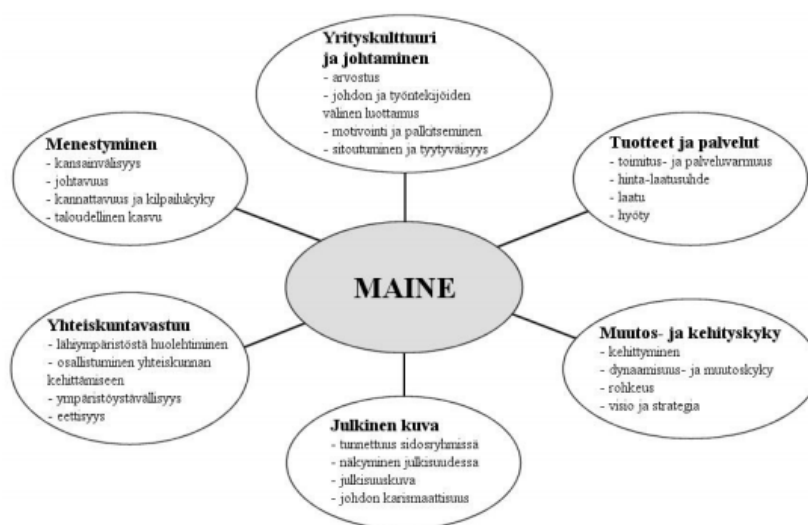 Yrityskulttuuri
ja johtaminen
- arvostus
- johdon ja työntekijöiden
välinen luottamus
- motivointi ja palkitseminen
- sitoutuminen ja tyytyväisyys
Menestyminen
- kansainvälisyys
- johtavuus
- kannattavuus ja kilpailukyky
- taloudellinen kasvu
Tuotteet ja palvelut
- toimitus- ja palveluvarmuus
- hinta-laatusuhde
- laatu
- hyöty
MAINE
Yhteiskuntavastuu
- lähiympäristöstä huolehtiminen
- osallistuminen yhteiskunnan
kehittämiseen
- ympäristöystävällisyys
- eettisyys
Muutos- ja kehityskyky
- kehittyminen
- dynaamisuus- ja muutoskyky
- rohkeus
- visio ja strategia
Julkinen kuva
- tunnettuus sidosryhmissä
- näkyminen julkisuudessa
- julkisuuskuva
- johdon karismaattisuus